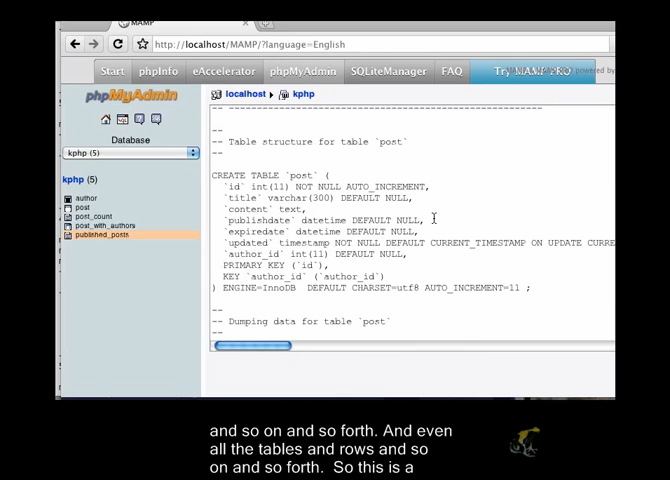 MAMP
http://localhost/MAMP/?language=English
Start phpInfo eAccelerator phpMyAdmin SQLiteManager FAQ Try MAMP PRO
phpMyAdmin
localhost kphp
Database
kphp (5)
kphp (5)
author
post
post_count
post_with_authors
published_posts
-- --------------------------------------------------------
--
-- Table structure for table `post`
--
CREATE TABLE `post` (
`id` int(11) NOT NULL AUTO_INCREMENT,
`title` varchar(300) DEFAULT NULL,
`content` text,
`publishdate` datetime DEFAULT NULL,
`expiredate` datetime DEFAULT NULL,
`updated` timestamp NOT NULL DEFAULT CURRENT_TIMESTAMP ON UPDATE CURRE
`author_id` int(11) DEFAULT NULL,
PRIMARY KEY (`id`),
KEY `author_id` (`author_id`)
) ENGINE=InnoDB DEFAULT CHARSET=utf8 AUTO_INCREMENT=11 ;
--
-- Dumping data for table `post`
--
and so on and so forth. And even
all the tables and rows and so
on and so forth. So this is a